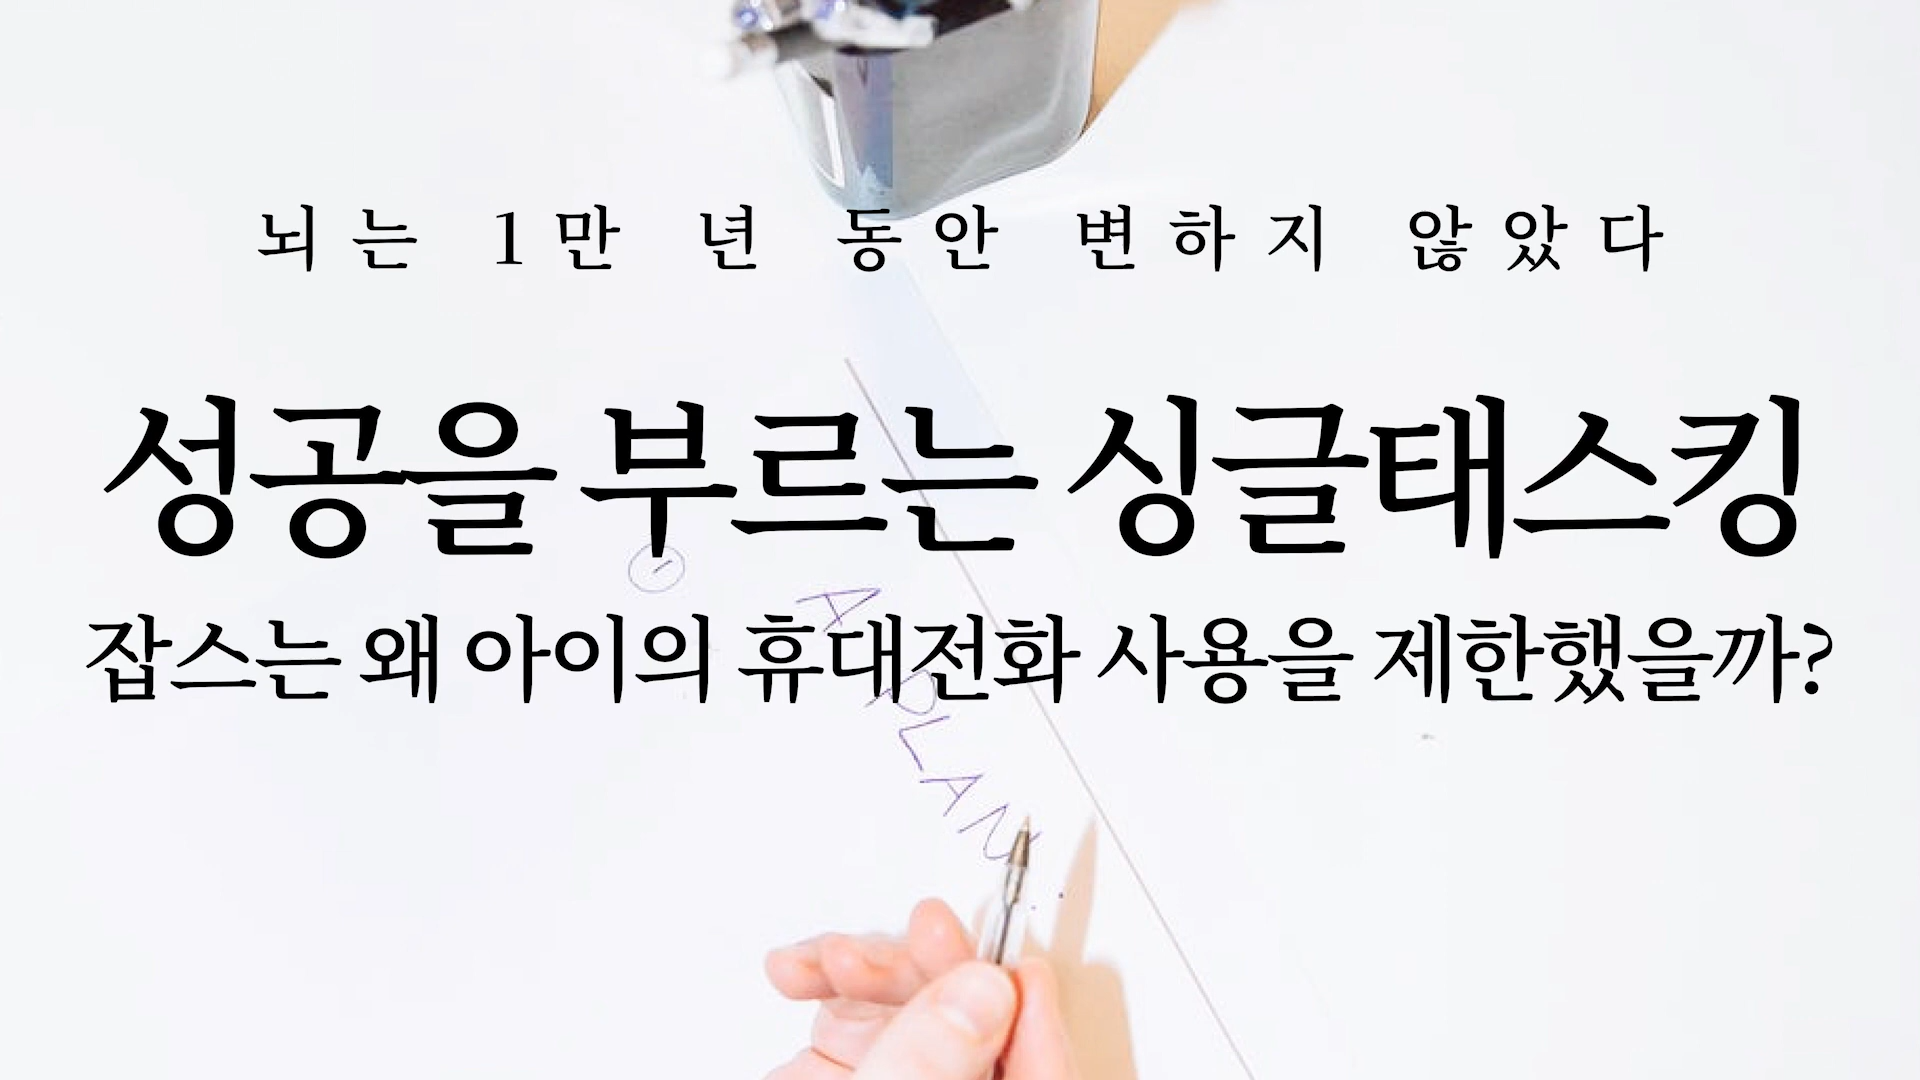 뇌는 1만 년 동안 변하지 않았다
성공을 부르는 싱글태스킹
잡스는 왜 아이의 휴대전화 사용을 제한했을까?
A
PLAN